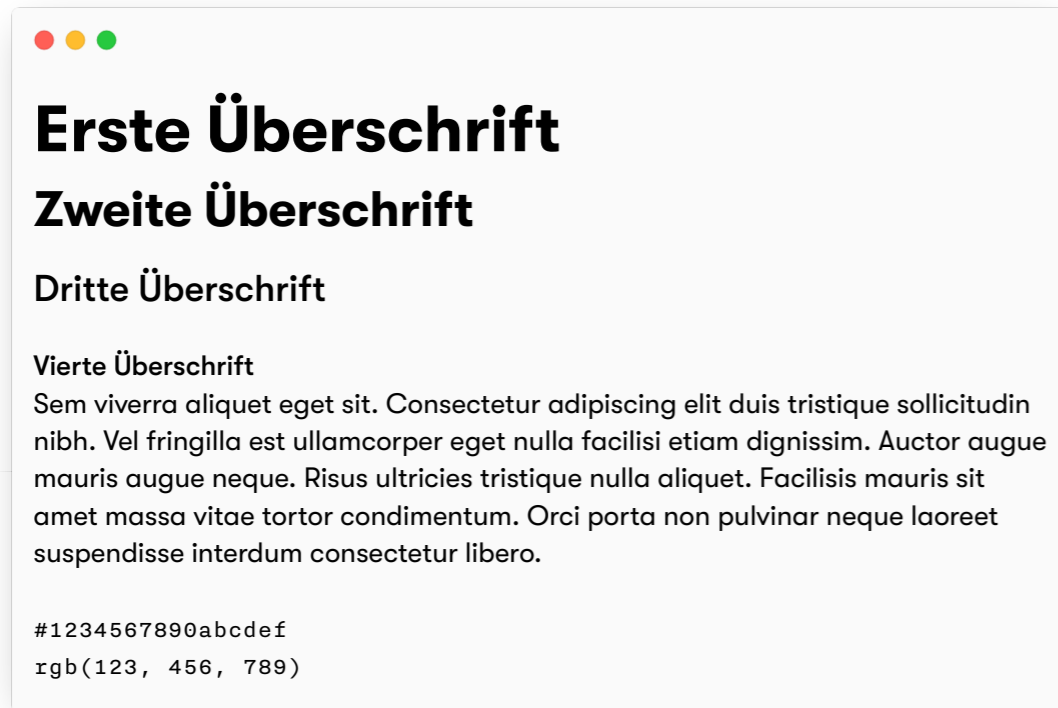 Erste Überschrift
Zweite Überschrift
Dritte Überschrift
Vierte Überschrift
Sem viverra aliquet eget sit. Consectetur adipiscing elit duis tristique sollicitudin
nibh. Vel fringilla est ullamcorper eget nulla facilisi etiam dignissim. Auctor augue
mauris augue neque. Risus ultricies tristique nulla aliquet. Facilisis mauris sit
amet massa vitae tortor condimentum. Orci porta non pulvinar neque laoreet
suspendisse interdum consectetur libero.
#1234567890abcdef
rgb(123, 456, 789)